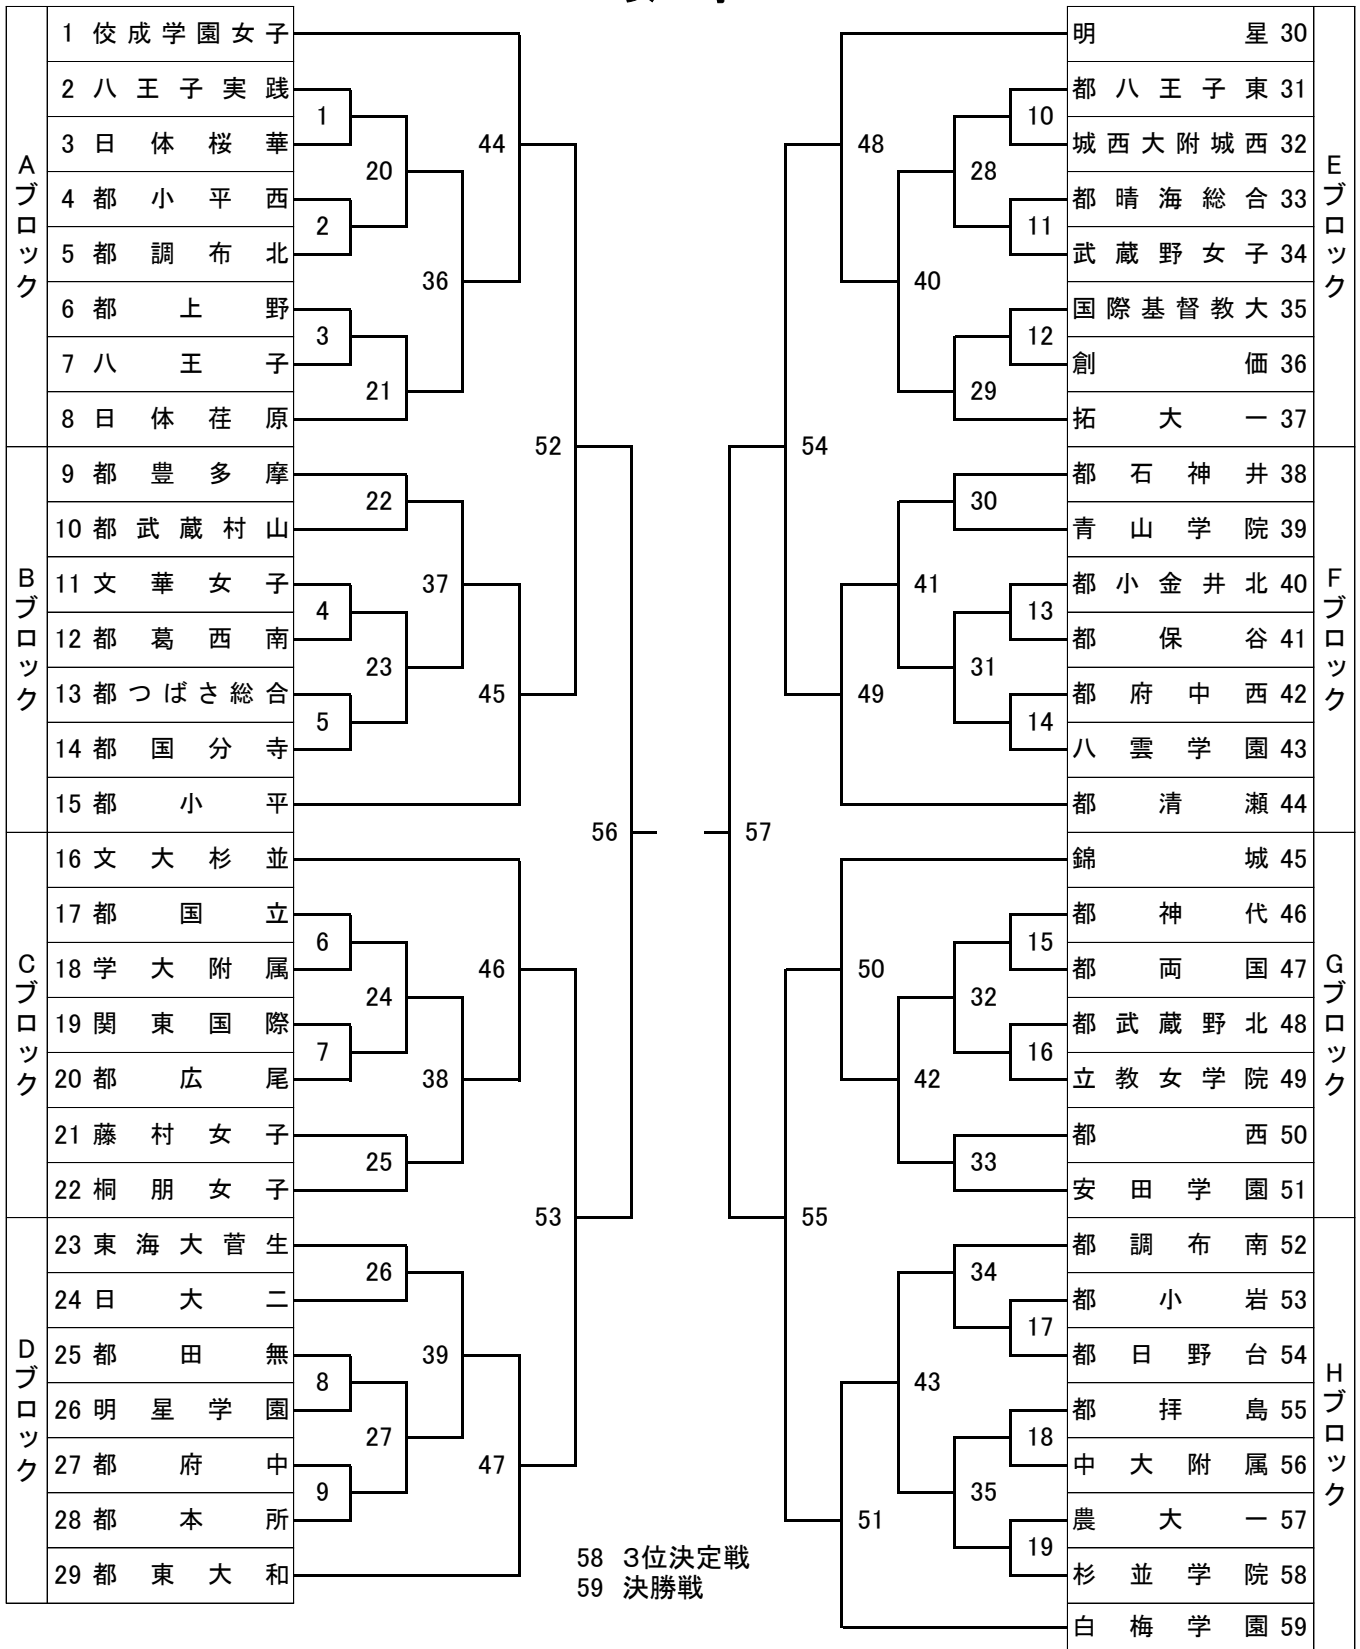 Aブロック
1 佼成学園女子
2 八王子実践
3 日体桜華
4 都小平西
5 都調布北
6 都上野
7 八王子
8 日体荏原
Bブロック
9 都豊多摩
10 都武蔵村山
11 文華女子
12 都葛西南
13 都つばさ総合
14 都国分寺
15 都小平
Cブロック
16 文大杉並
17 都国立
18 学大附属
19 関東国際
20 都広尾
21 藤村女子
22 桐朋女子
Dブロック
23 東海大菅生
24 日大二
25 都田無
26 明星学園
27 都府中
28 都本所
29 都東大和
1
2
3
4
5
6
7
8
9
20
21
22
23
24
25
26
27
36
37
38
39
44
45
46
47
52
53
56
57
54
55
48
49
50
51
40
41
42
43
28
29
30
31
32
33
34
35
10
11
12
13
14
15
16
17
18
19
58 3位決定戦
59 決勝戦
Eブロック
明星 30
都八王子東 31
城西大附城西 32
都晴海総合 33
武蔵野女子 34
国際基督教大 35
創価 36
拓大一 37
Fブロック
都石神井 38
青山学院 39
都小金井北 40
都保谷 41
都府中西 42
八雲学園 43
都清瀬 44
Gブロック
錦城 45
都神代 46
都両国 47
都武蔵野北 48
立教女学院 49
都西 50
安田学園 51
Hブロック
都調布南 52
都小岩 53
都日野台 54
都拝島 55
中大附属 56
農大一 57
杉並学院 58
白梅学園 59